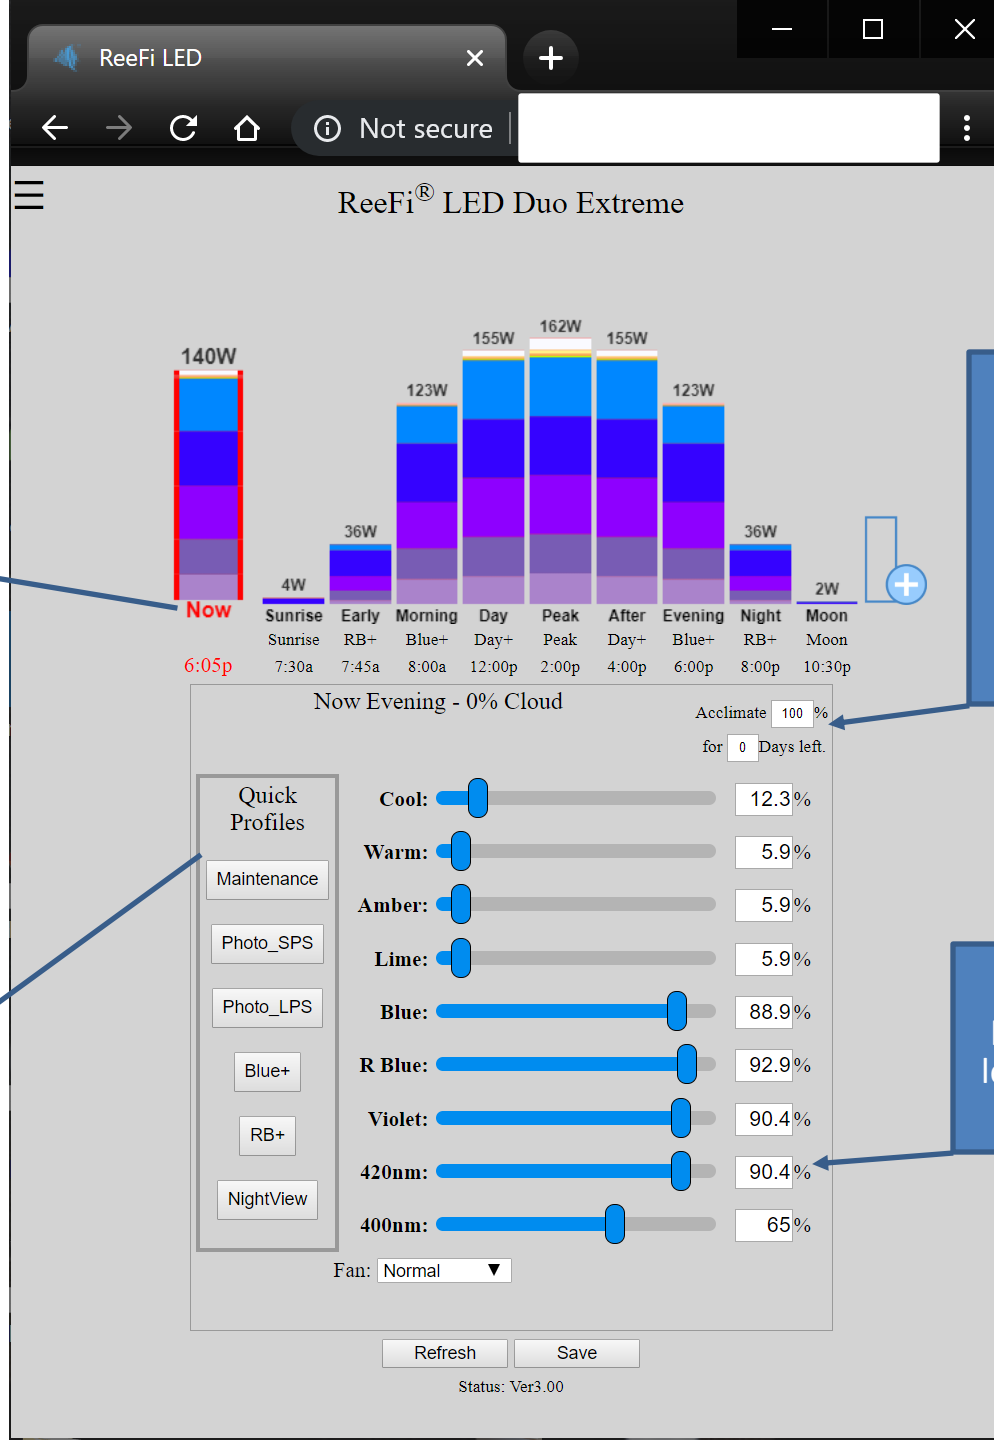 ReeFi LED
Not secure
ReeFi® LED Duo Extreme
140W
4W
36W
123W
155W
162W
155W
123W
36W
2W
Now Sunrise Early Morning Day Peak After Evening Night Moon
Sunrise RB+ Blue+ Day+ Peak Day+ Blue+ RB+ Moon
6:05p 7:30a 7:45a 8:00a 12:00p 2:00p 4:00p 6:00p 8:00p 10:30p
Now Evening - 0% Cloud
Acclimate 100 %
for 0 Days left.
Quick
Profiles
Maintenance
Photo_SPS
Photo_LPS
Blue+
RB+
NightView
Cool: 12.3%
Warm: 5.9%
Amber: 5.9%
Lime: 5.9%
Blue: 88.9%
R Blue: 92.9%
Violet: 90.4%
420nm: 90.4%
400nm: 65%
Fan: Normal
Refresh Save
Status: Ver3.00